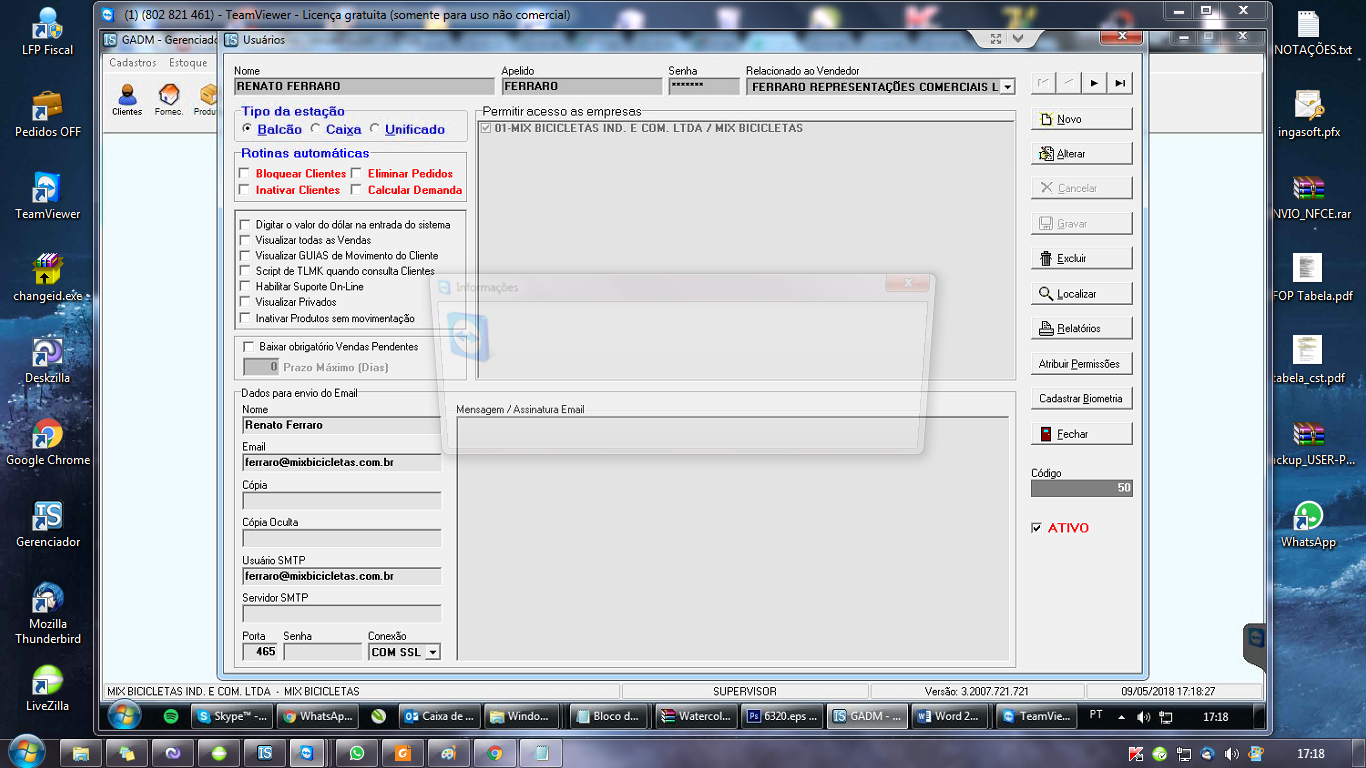 (1) (802 821 461) - TeamViewer - Licença gratuita (somente para uso não comercial)
GADM - Gerenciado
Usuários
Cadastros Estoque
Clientes Fornec. Produ
LFP Fiscal
Pedidos OFF
TeamViewer
changeid.exe
Deskzilla
Google Chrome
Gerenciador
Mozilla
Thunderbird
LiveZilla
Nome
RENATO FERRARO
Apelido
FERRARO
Senha
*******
Relacionado ao Vendedor
FERRARO REPRESENTAÇÕES COMERCIAIS L
Tipo da estação
Balcão Caixa Unificado
Rotinas automáticas
Bloquear Clientes Eliminar Pedidos
Inativar Clientes Calcular Demanda
Permitir acesso as empresas
01-MIX BICICLETAS IND. E COM. LTDA / MIX BICICLETAS
Digitar o valor do dólar na entrada do sistema
Visualizar todas as Vendas
Visualizar GUIAS de Movimento do Cliente
Script de TLMK quando consulta Clientes
Habilitar Suporte On-Line
Visualizar Privados
Inativar Produtos sem movimentação
Baixar obrigatório Vendas Pendentes
0 Prazo Máximo (Dias)
Informações
Dados para envio do Email
Nome
Renato Ferraro
Email
ferraro@mixbicicletas.com.br
Cópia
Cópia Oculta
Usuário SMTP
ferraro@mixbicicletas.com.br
Servidor SMTP
Porta Senha Conexão
465 COM SSL
Mensagem / Assinatura Email
Novo
Alterar
Cancelar
Gravar
Excluir
Localizar
Relatórios
Atribuir Permissões
Cadastrar Biometria
Fechar
Código
50
ATIVO
NOTAÇÕES.txt
ingasoft.pfx
NVIO_NFCE.rar
FOP Tabela.pdf
tabela_cst.pdf
ackup_USER-P...
WhatsApp
MIX BICICLETAS IND. E COM. LTDA - MIX BICICLETAS SUPERVISOR Versão: 3.2007.721.721 09/05/2018 17:18:27
Skype™ -... WhatsAp... Caixa de ... Windo... Bloco d... Watercol... 6320.eps ... GADM - ... Word 2... TeamVie... PT 17:18
17:18